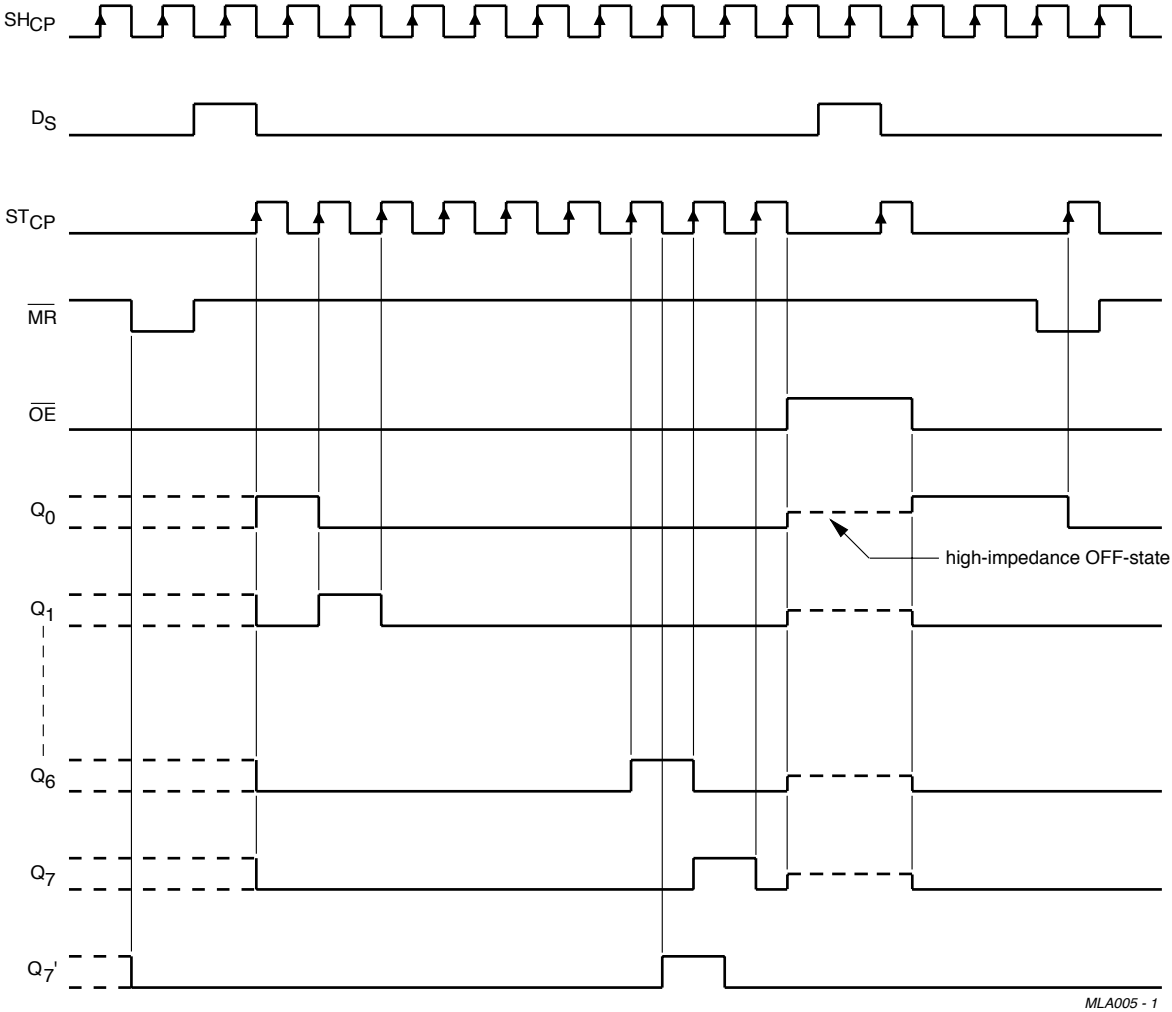 SHCP
DS
STCP
MR
OE
Q0
high-impedance OFF-state
Q1
Q6
Q7
Q7'
MLA005 - 1